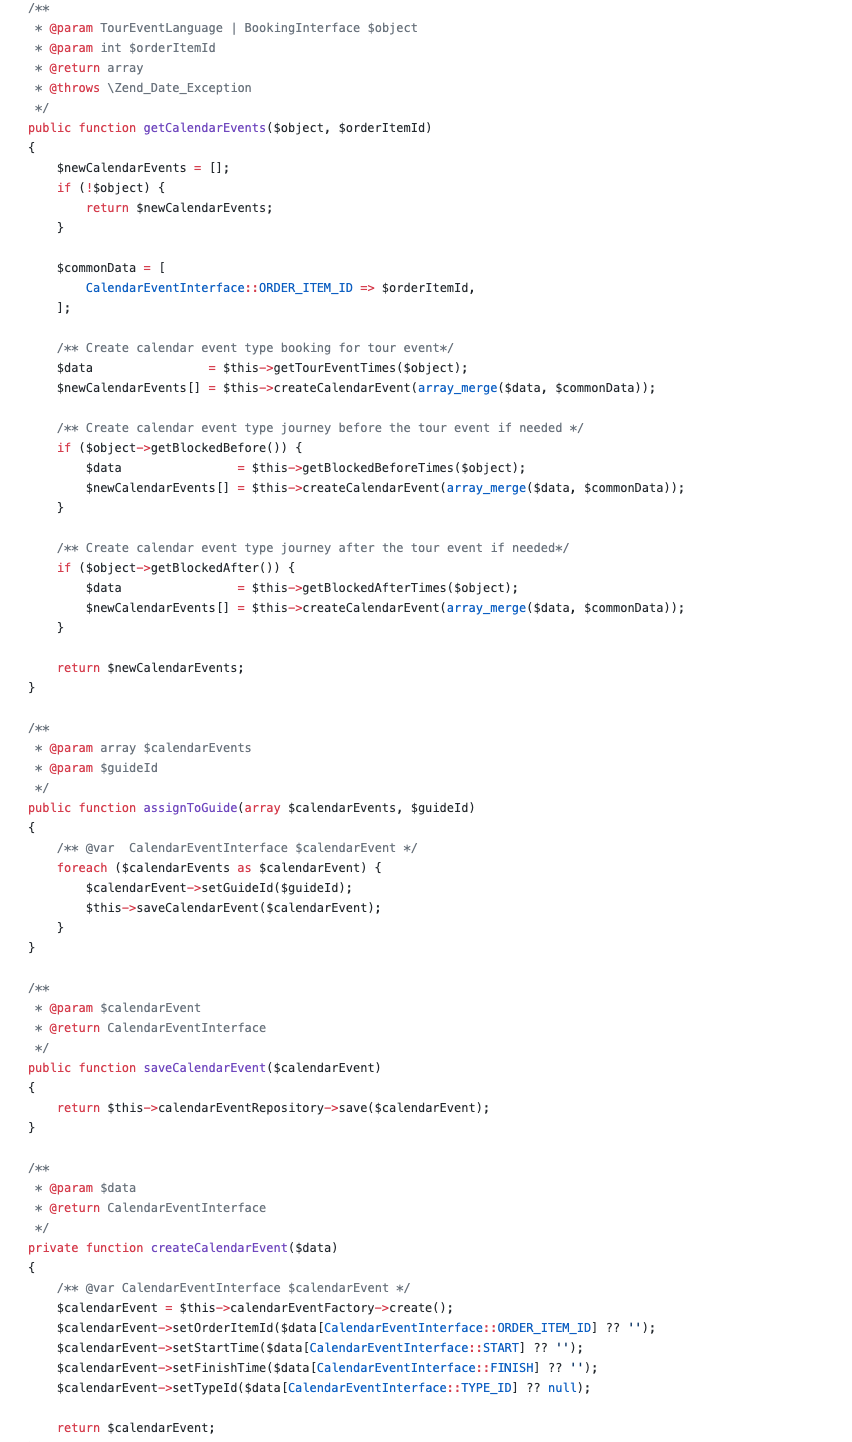 /**
 * @param TourEventLanguage | BookingInterface $object
 * @param int $orderItemId
 * @return array
 * @throws \Zend_Date_Exception
 */
public function getCalendarEvents($object, $orderItemId)
{
    $newCalendarEvents = [];
    if (!$object) {
        return $newCalendarEvents;
    }

    $commonData = [
        CalendarEventInterface::ORDER_ITEM_ID => $orderItemId,
    ];

    /** Create calendar event type booking for tour event*/
    $data                = $this->getTourEventTimes($object);
    $newCalendarEvents[] = $this->createCalendarEvent(array_merge($data, $commonData));

    /** Create calendar event type journey before the tour event if needed */
    if ($object->getBlockedBefore()) {
        $data                = $this->getBlockedBeforeTimes($object);
        $newCalendarEvents[] = $this->createCalendarEvent(array_merge($data, $commonData));
    }

    /** Create calendar event type journey after the tour event if needed*/
    if ($object->getBlockedAfter()) {
        $data                = $this->getBlockedAfterTimes($object);
        $newCalendarEvents[] = $this->createCalendarEvent(array_merge($data, $commonData));
    }

    return $newCalendarEvents;
}

/**
 * @param array $calendarEvents
 * @param $guideId
 */
public function assignToGuide(array $calendarEvents, $guideId)
{
    /** @var  CalendarEventInterface $calendarEvent */
    foreach ($calendarEvents as $calendarEvent) {
        $calendarEvent->setGuideId($guideId);
        $this->saveCalendarEvent($calendarEvent);
    }
}

/**
 * @param $calendarEvent
 * @return CalendarEventInterface
 */
public function saveCalendarEvent($calendarEvent)
{
    return $this->calendarEventRepository->save($calendarEvent);
}

/**
 * @param $data
 * @return CalendarEventInterface
 */
private function createCalendarEvent($data)
{
    /** @var CalendarEventInterface $calendarEvent */
    $calendarEvent = $this->calendarEventFactory->create();
    $calendarEvent->setOrderItemId($data[CalendarEventInterface::ORDER_ITEM_ID] ?? '');
    $calendarEvent->setStartTime($data[CalendarEventInterface::START] ?? '');
    $calendarEvent->setFinishTime($data[CalendarEventInterface::FINISH] ?? '');
    $calendarEvent->setTypeId($data[CalendarEventInterface::TYPE_ID] ?? null);

    return $calendarEvent;